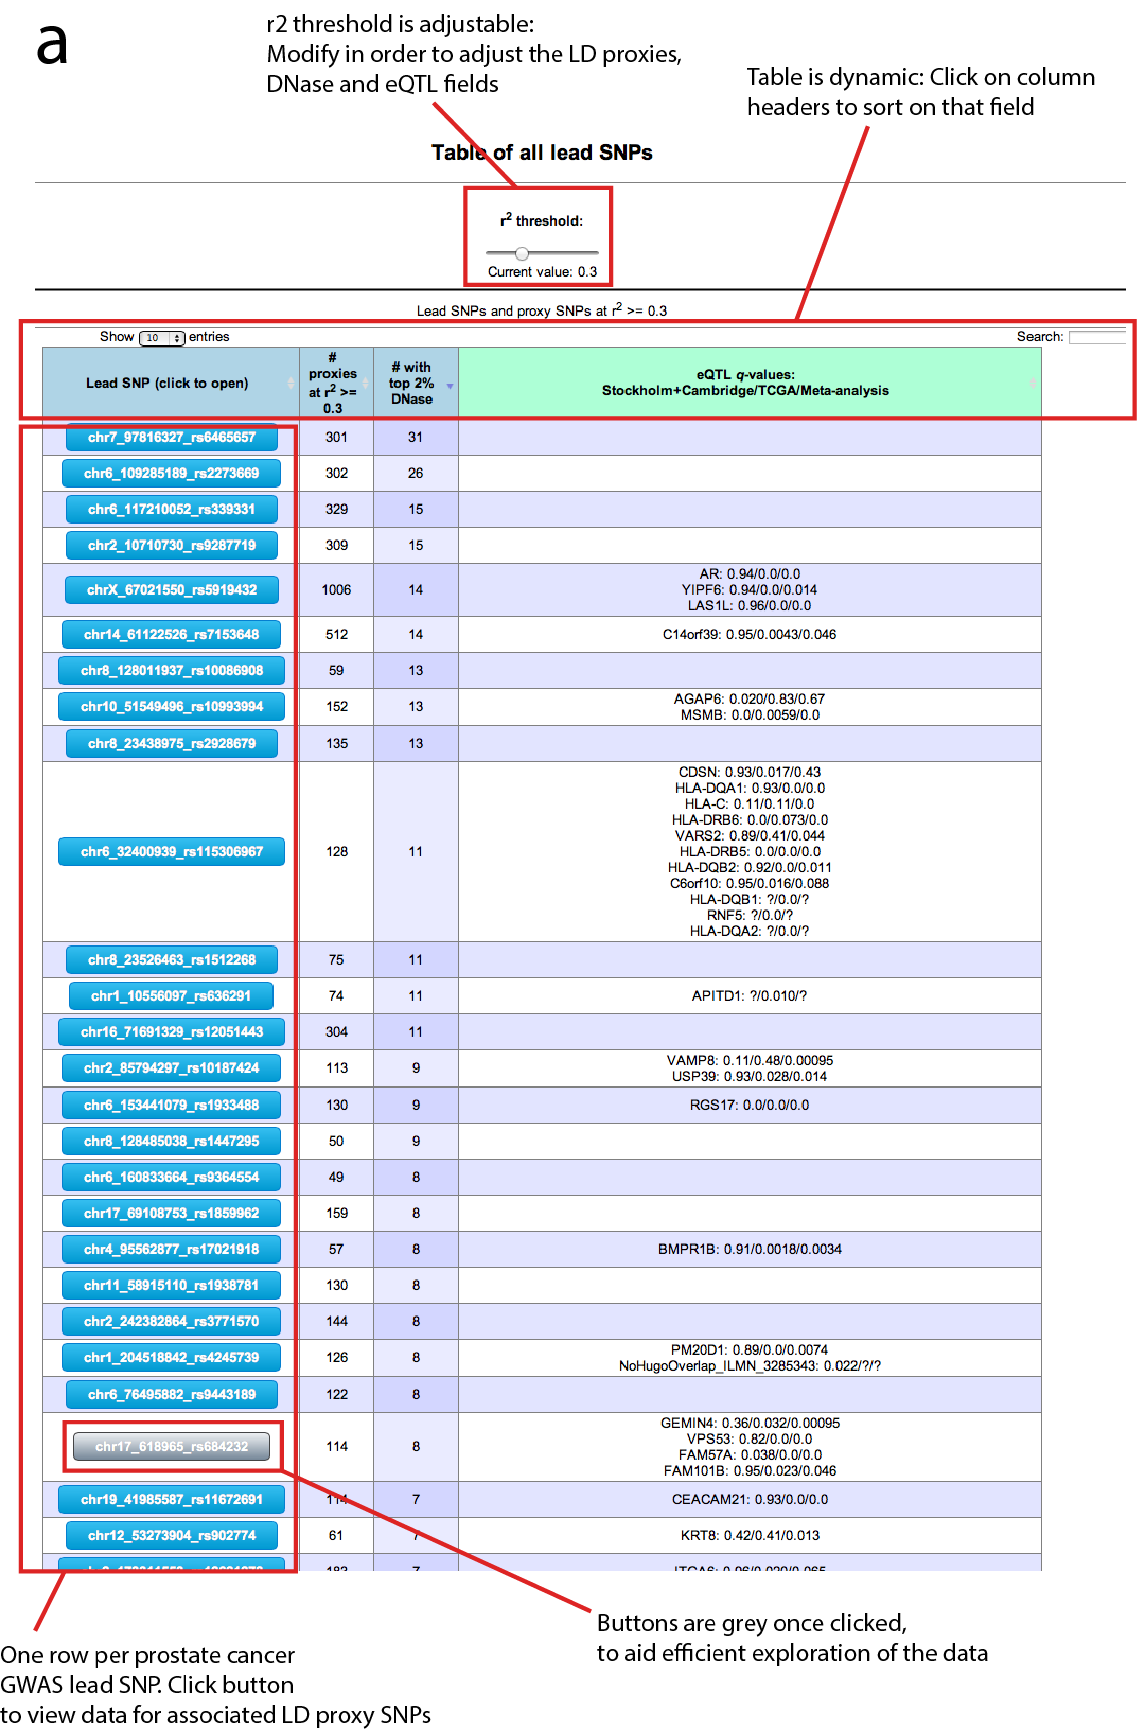 a
r2 threshold is adjustable:
Modify in order to adjust the LD proxies,
DNase and eQTL fields
Table is dynamic: Click on column
headers to sort on that field
Table of all lead SNPs
r² threshold:
Current value: 0.3
Lead SNPs and proxy SNPs at r² >= 0.3
Show 10 entries Search:
Lead SNP (click to open)
#
proxies
at r² >=
0.3
# with
top 2%
DNase
eQTL q-values:
Stockholm+Cambridge/TCGA/Meta-analysis
chr7_97816327_rs6465657 301 31
chr6_109285189_rs2273669 302 26
chr6_117210052_rs339331 329 15
chr2_10710730_rs9287719 309 15
chrX_67021550_rs5919432 1006 14
AR: 0.94/0.0/0.0
YIPF6: 0.94/0.0/0.014
LAS1L: 0.96/0.0/0.0
chr14_61122526_rs7153648 512 14 C14orf39: 0.95/0.0043/0.046
chr8_128011937_rs10086908 59 13
chr10_51549496_rs10993994 152 13
AGAP6: 0.020/0.83/0.67
MSMB: 0.0/0.0059/0.0
chr8_23438975_rs2928679 135 13
chr6_32400939_rs115306967 128 11
CDSN: 0.93/0.017/0.43
HLA-DQA1: 0.93/0.0/0.0
HLA-C: 0.11/0.11/0.0
HLA-DRB6: 0.0/0.073/0.0
VARS2: 0.89/0.41/0.044
HLA-DRB5: 0.0/0.0/0.0
HLA-DQB2: 0.92/0.0/0.011
C6orf10: 0.95/0.016/0.088
HLA-DQB1: ?/0.0/?
RNF5: ?/0.0/?
HLA-DQA2: ?/0.0/?
chr8_23526463_rs1512268 75 11
chr1_10556097_rs636291 74 11 APITD1: ?/0.010/?
chr16_71691329_rs12051443 304 11
chr2_85794297_rs10187424 113 9
VAMP8: 0.11/0.48/0.00095
USP39: 0.93/0.028/0.014
chr6_153441079_rs1933488 130 9 RGS17: 0.0/0.0/0.0
chr8_128485038_rs1447295 50 9
chr6_160833664_rs9364554 49 8
chr17_69108753_rs1859962 159 8
chr4_95562877_rs17021918 57 8 BMPR1B: 0.91/0.0018/0.0034
chr11_58915110_rs1938781 130 8
chr2_242382864_rs3771570 144 8
chr1_204518842_rs4245739 126 8
PM20D1: 0.89/0.0/0.0074
NoHugoOverlap_ILMN_3285343: 0.022/?/?
chr6_76495882_rs9443189 122 8
chr17_618965_rs684232 114 8
GEMIN4: 0.36/0.032/0.00095
VPS53: 0.82/0.0/0.0
FAM57A: 0.038/0.0/0.0
FAM101B: 0.95/0.023/0.046
chr19_41985587_rs11672691 114 7 CEACAM21: 0.93/0.0/0.0
chr12_53273904_rs902774 61 7 KRT8: 0.42/0.41/0.013
Buttons are grey once clicked,
to aid efficient exploration of the data
One row per prostate cancer
GWAS lead SNP. Click button
to view data for associated LD proxy SNPs